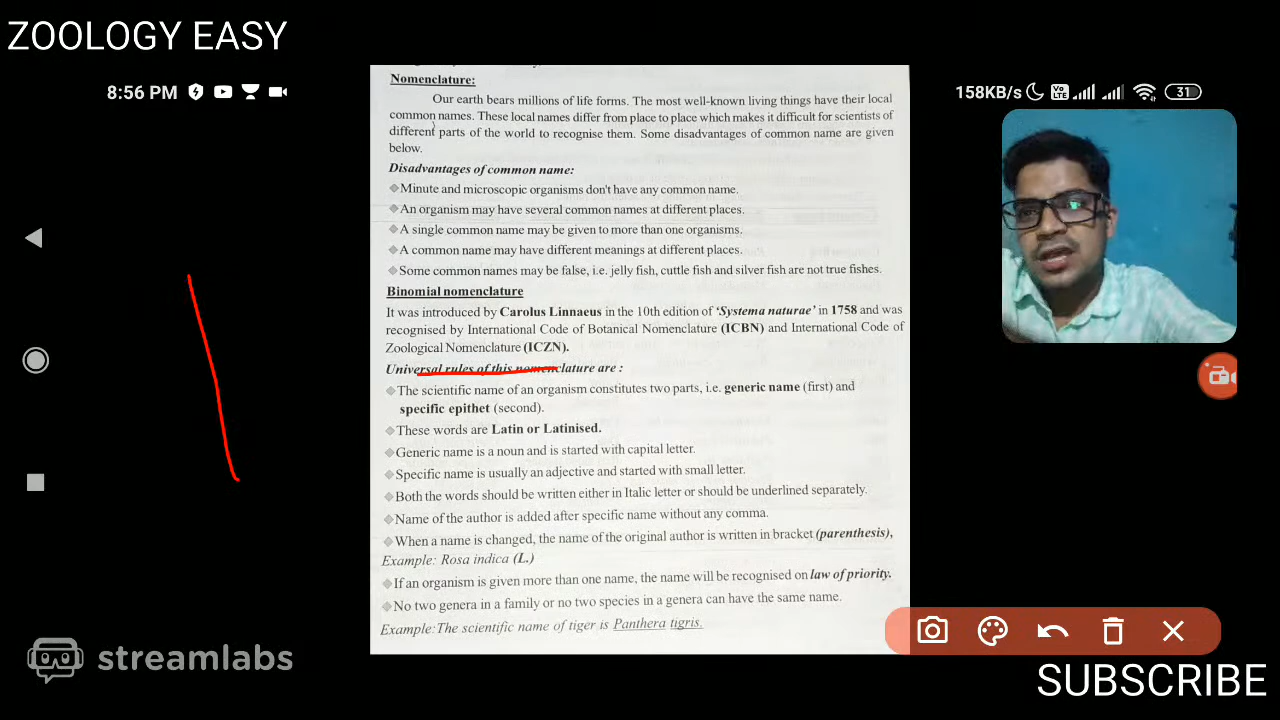 ZOOLOGY EASY
8:56 PM
158KB/s
Vo LTE
31
Nomenclature:
Our earth bears millions of life forms. The most well-known living things have their local
common names. These local names differ from place to place which makes it difficult for scientists of
different parts of the world to recognise them. Some disadvantages of common name are given
below.
Disadvantages of common name:
Minute and microscopic organisms don't have any common name.
An organism may have several common names at different places.
A single common name may be given to more than one organisms.
A common name may have different meanings at different places.
Some common names may be false, i.e. jelly fish, cuttle fish and silver fish are not true fishes.
Binomial nomenclature
It was introduced by Carolus Linnaeus in the 10th edition of ‘Systema naturae’ in 1758 and was
recognised by International Code of Botanical Nomenclature (ICBN) and International Code of
Zoological Nomenclature (ICZN).
Universal rules of this nomenclature are :
The scientific name of an organism constitutes two parts, i.e. generic name (first) and
specific epithet (second).
These words are Latin or Latinised.
Generic name is a noun and is started with capital letter.
Specific name is usually an adjective and started with small letter.
Both the words should be written either in Italic letter or should be underlined separately.
Name of the author is added after specific name without any comma.
When a name is changed, the name of the original author is written in bracket (parenthesis),
Example: Rosa indica (L.)
If an organism is given more than one name, the name will be recognised on law of priority.
No two genera in a family or no two species in a genera can have the same name.
Example:The scientific name of tiger is Panthera tigris.
streamlabs
SUBSCRIBE